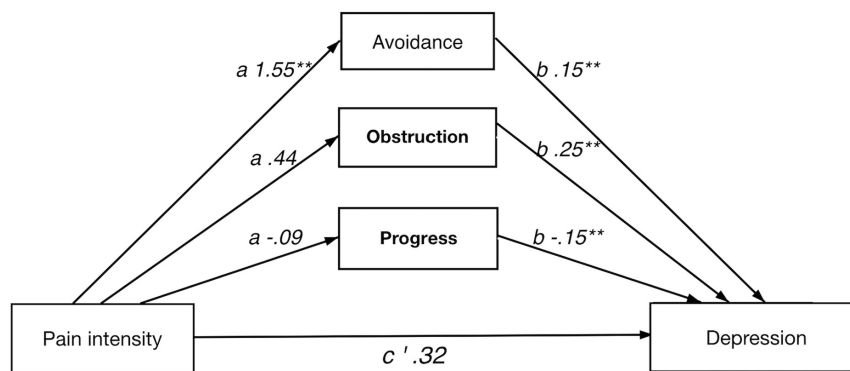 Avoidance
a 1.55**
b .15**
Obstruction
a .44
b .25**
Progress
a -.09
b -.15**
Pain intensity
Depression
c ' .32